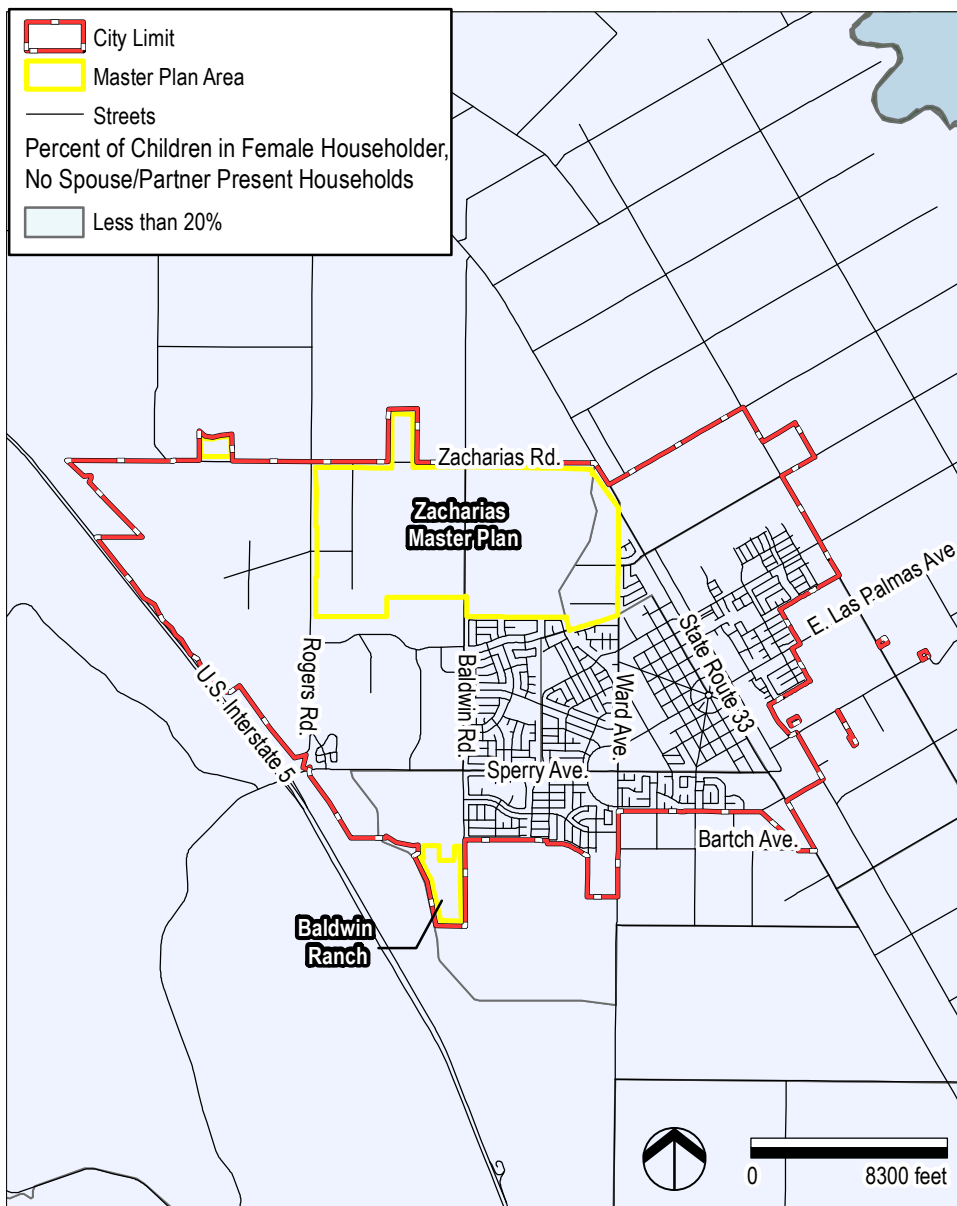 City Limit
Master Plan Area
Streets
Percent of Children in Female Householder,
No Spouse/Partner Present Households
Less than 20%
Zacharias Rd.
Zacharias
Master Plan
E. Las Palmas Ave
State Route 33
Rogers Rd.
Baldwin Rd.
Ward Ave.
U.S. Interstate 5
Sperry Ave.
Bartch Ave.
Baldwin
Ranch
0
8300 feet